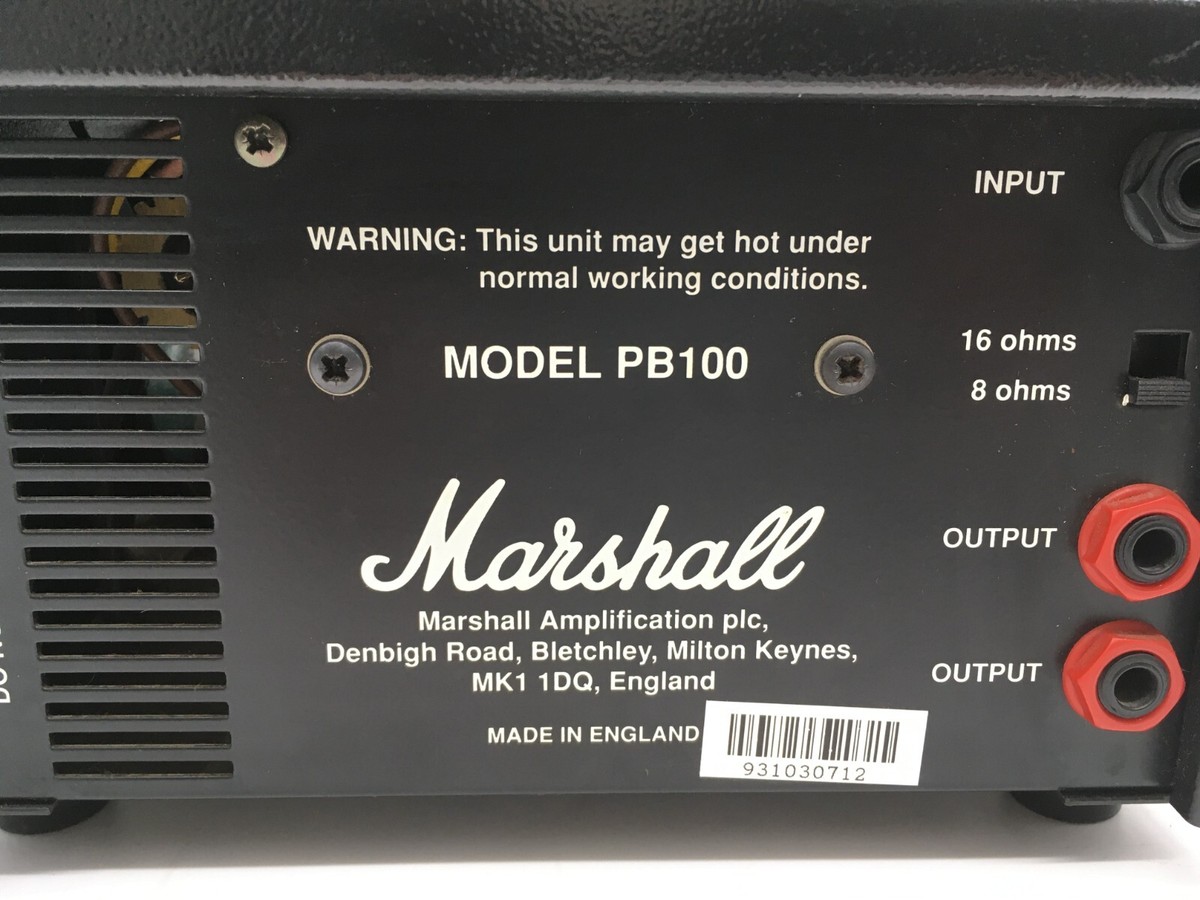 INPUT
WARNING: This unit may get hot under
normal working conditions.
MODEL PB100
16 ohms
8 ohms
Marshall
OUTPUT
Marshall Amplification plc,
Denbigh Road, Bletchley, Milton Keynes,
MK1 1DQ, England
OUTPUT
MADE IN ENGLAND
931030712